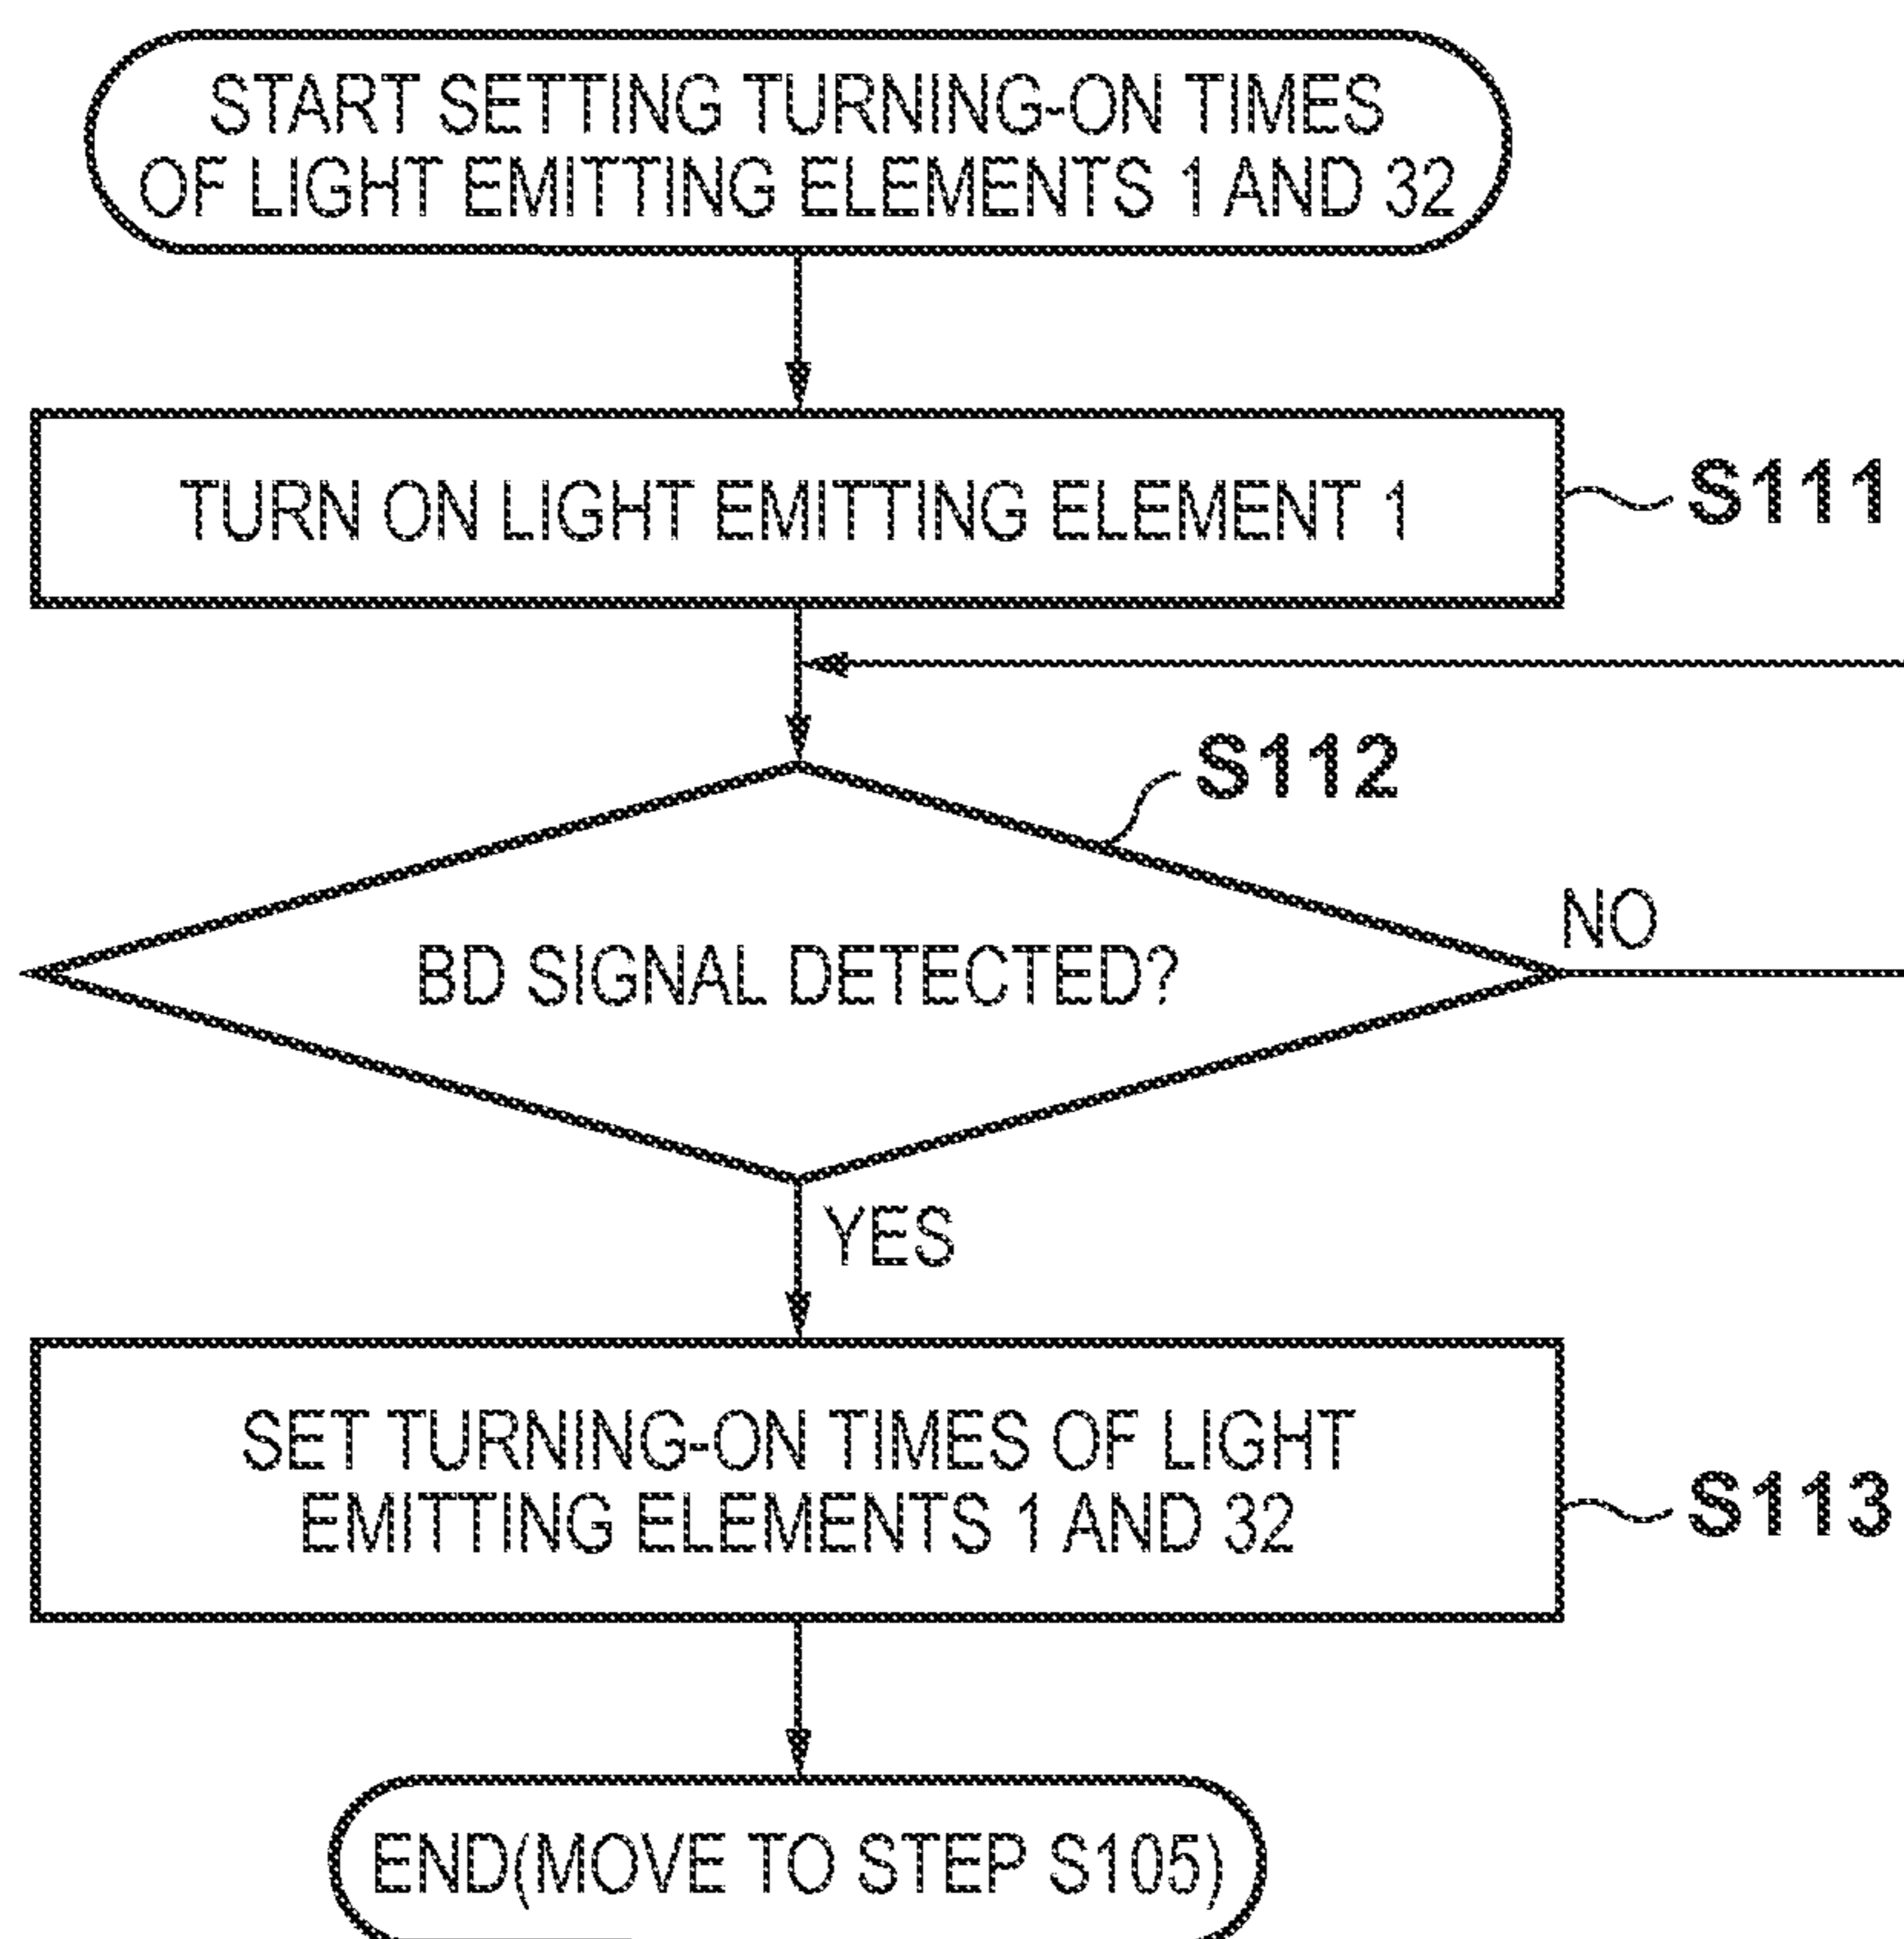 START SETTING TURNING-ON TIMES
OF LIGHT EMITTING ELEMENTS 1 AND 32
TURN ON LIGHT EMITTING ELEMENT 1
S111
S112
NO
BD SIGNAL DETECTED?
YES
SET TURNING-ON TIMES OF LIGHT
EMITTING ELEMENTS 1 AND 32
S113
END(MOVE TO STEP S105)